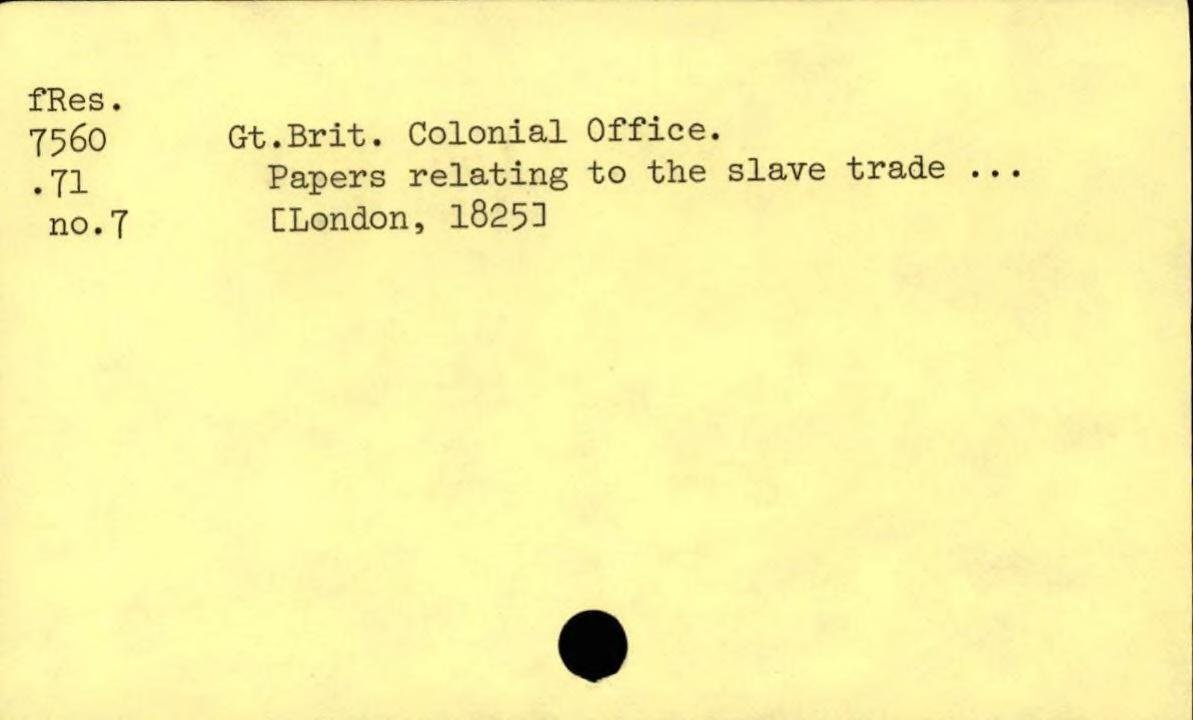 fRes.
7560 Gt.Brit. Colonial Office.
.71 Papers relating to the slave trade ...
no.7 [London, 1825]